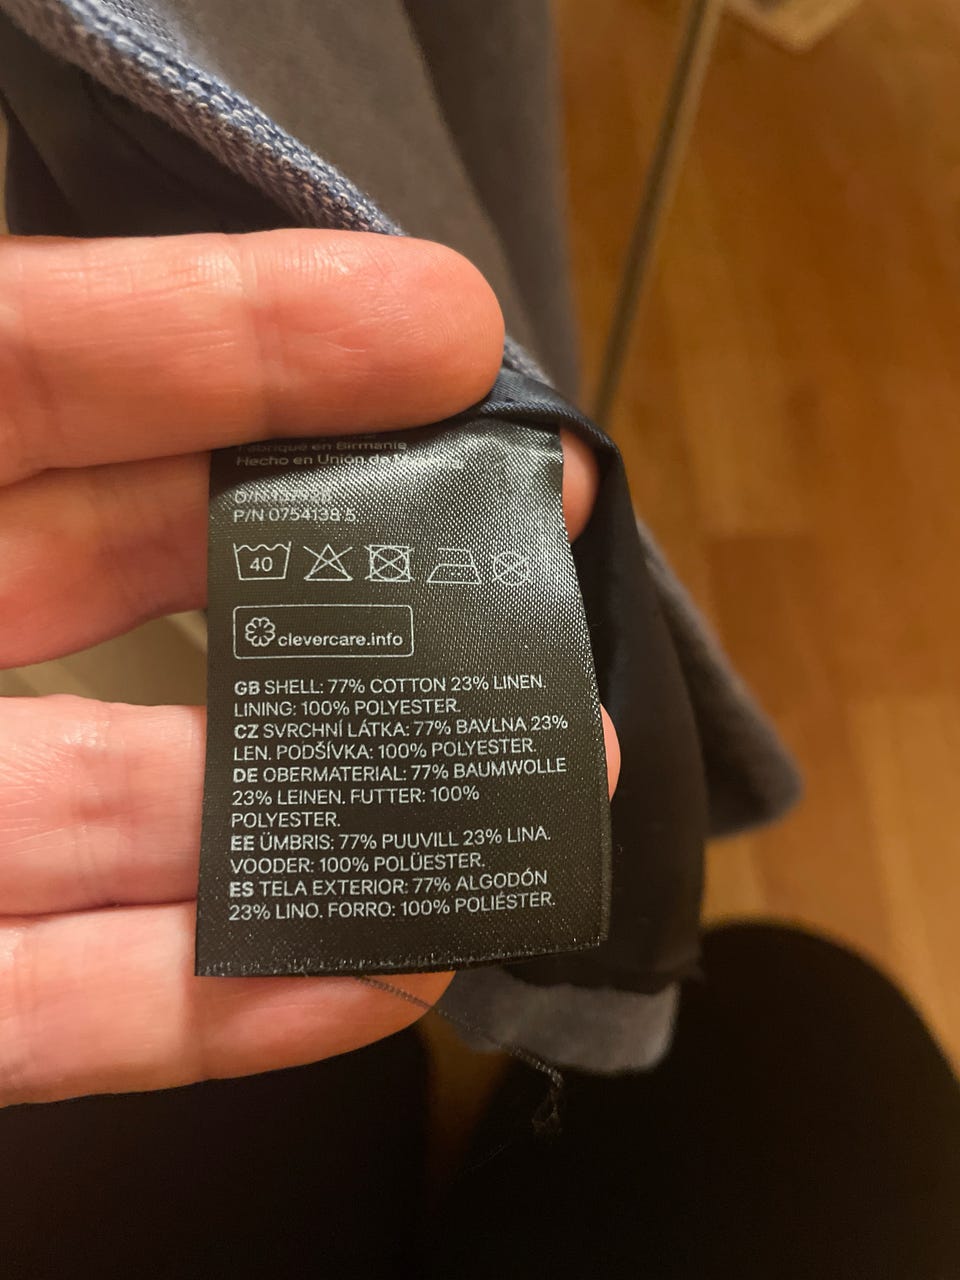 Fabriqué en Birmanie
Hecho en Unión de
O/N
P/N 0754138.5
40
clevercare.info
GB SHELL: 77% COTTON 23% LINEN.
LINING: 100% POLYESTER.
CZ SVRCHNÍ LÁTKA: 77% BAVLNA 23%
LEN. PODŠÍVKA: 100% POLYESTER.
DE OBERMATERIAL: 77% BAUMWOLLE
23% LEINEN. FUTTER: 100%
POLYESTER.
EE ÜMBRIS: 77% PUUVILL 23% LINA.
VOODER: 100% POLÜESTER.
ES TELA EXTERIOR: 77% ALGODÓN
23% LINO. FORRO: 100% POLIÉSTER.